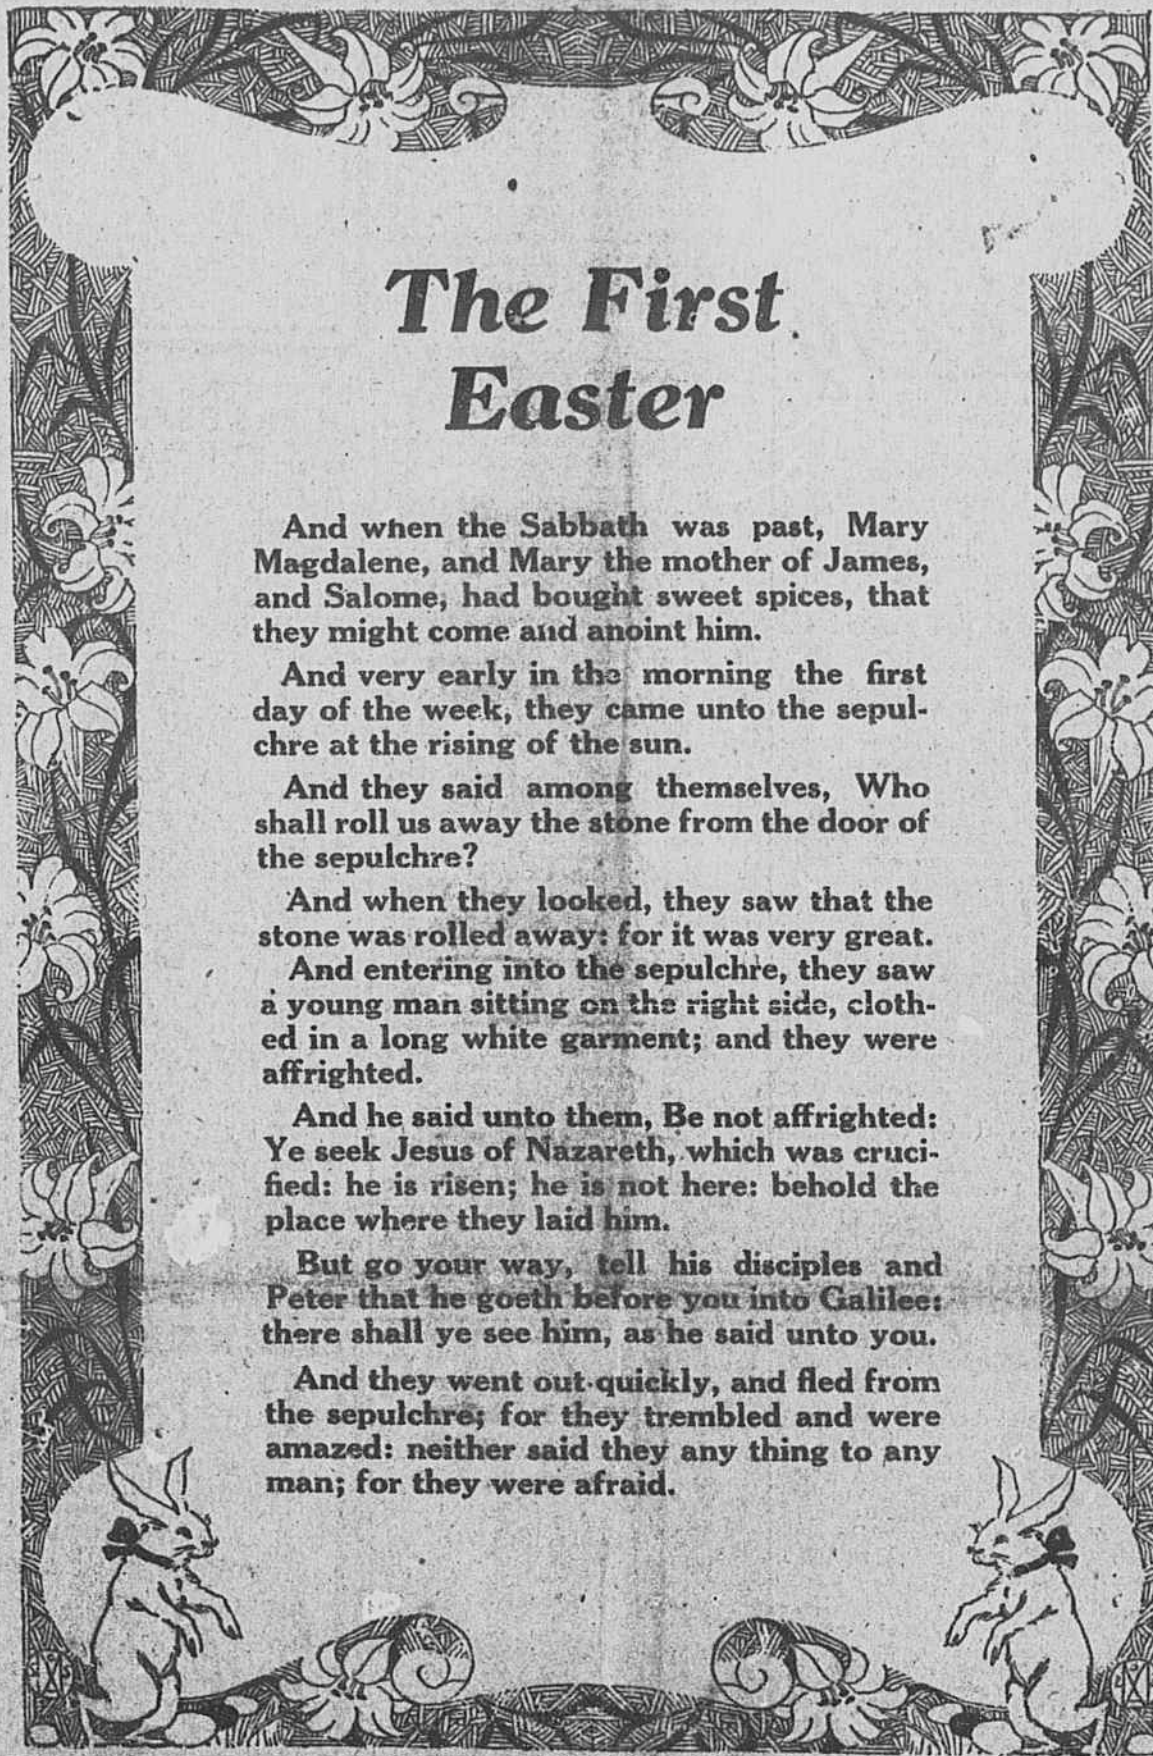 The First
Easter
And when the Sabbath was past, Mary
Magdalene, and Mary the mother of James,
and Salome, had bought sweet spices, that
they might come and anoint him.
And very early in the morning the first
day of the week, they came unto the sepul-
chre at the rising of the sun.
And they said among themselves, Who
shall roll us away the stone from the door of
the sepulchre?
And when they looked, they saw that the
stone was rolled away: for it was very great.
And entering into the sepulchre, they saw
a young man sitting on the right side, cloth-
ed in a long white garment; and they were
affrighted.
And he said unto them, Be not affrighted:
Ye seek Jesus of Nazareth, which was cruci-
fied: he is risen; he is not here: behold the
place where they laid him.
But go your way, tell his disciples and
Peter that he goeth before you into Galilee:
there shall ye see him, as he said unto you.
And they went out quickly, and fled from
the sepulchre; for they trembled and were
amazed: neither said they any thing to any
man; for they were afraid.